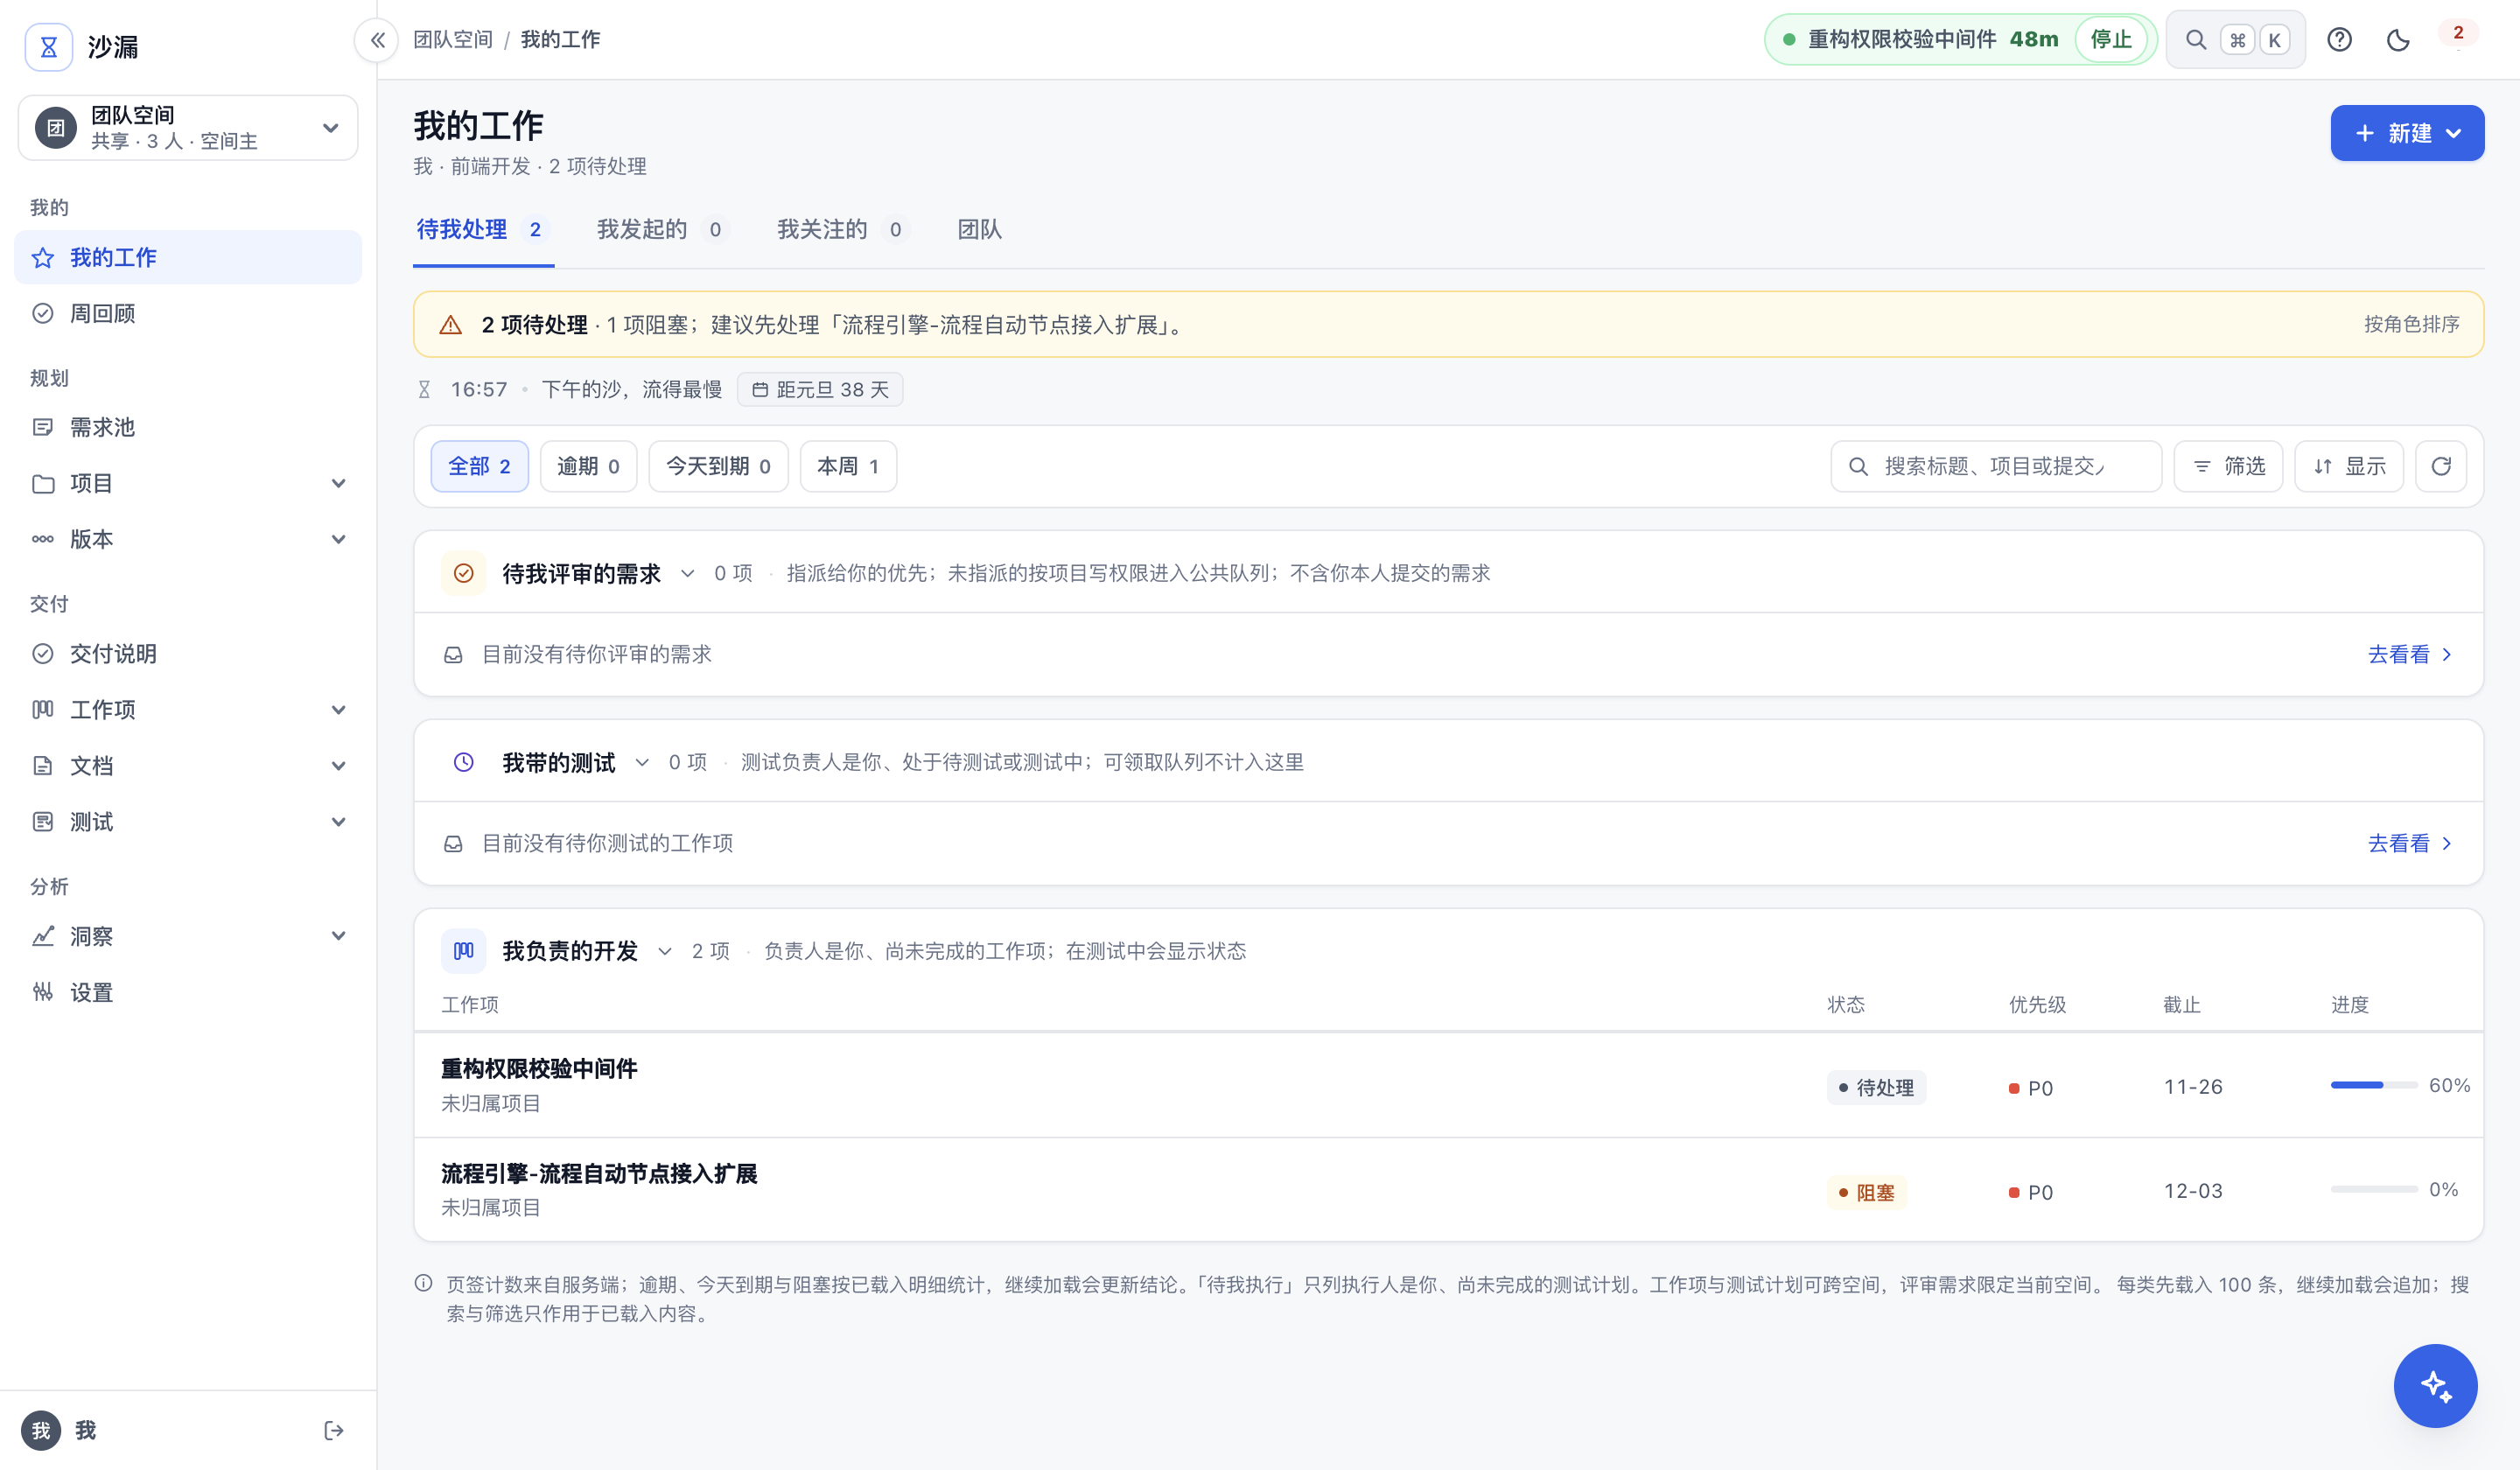 沙漏
团队空间 / 我的工作
重构权限校验中间件 48m 停止
⌘ K
2
团
团队空间
共享 · 3 人 · 空间主
我的
我的工作
周回顾
规划
需求池
项目
版本
交付
交付说明
工作项
文档
测试
分析
洞察
设置
我 我
我的工作
我 · 前端开发 · 2 项待处理
新建
待我处理 2 我发起的 0 我关注的 0 团队
2 项待处理 · 1 项阻塞；建议先处理「流程引擎-流程自动节点接入扩展」。 按角色排序
16:57 • 下午的沙，流得最慢 距元旦 38 天
全部 2 逾期 0 今天到期 0 本周 1 搜索标题、项目或提交 筛选 显示
待我评审的需求 0 项 · 指派给你的优先；未指派的按项目写权限进入公共队列；不含你本人提交的需求
目前没有待你评审的需求 去看看
我带的测试 0 项 · 测试负责人是你、处于待测试或测试中；可领取队列不计入这里
目前没有待你测试的工作项 去看看
我负责的开发 2 项 · 负责人是你、尚未完成的工作项；在测试中会显示状态
工作项 状态 优先级 截止 进度
重构权限校验中间件
未归属项目
待处理 P0 11-26 60%
流程引擎-流程自动节点接入扩展
未归属项目
阻塞 P0 12-03 0%
页签计数来自服务端；逾期、今天到期与阻塞按已载入明细统计，继续加载会更新结论。「待我执行」只列执行人是你、尚未完成的测试计划。工作项与测试计划可跨空间，评审需求限定当前空间。 每类先载入 100 条，继续加载会追加；搜
索与筛选只作用于已载入内容。